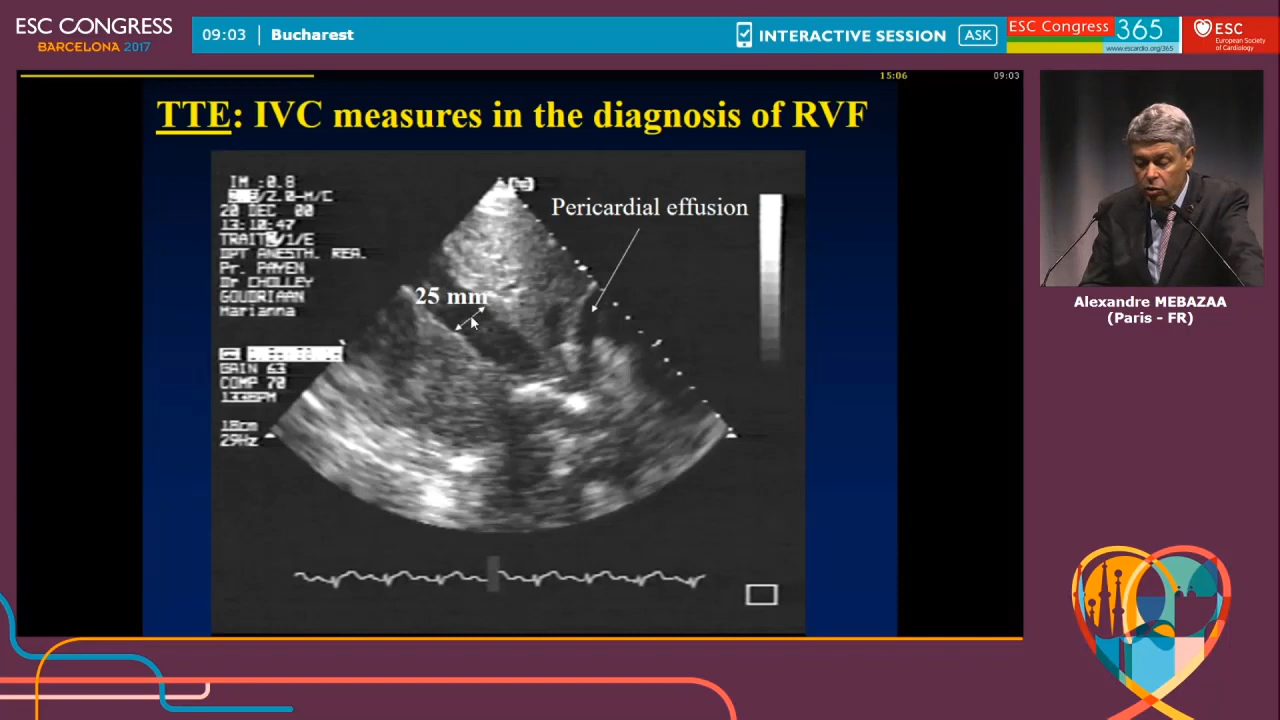 ESC CONGRESS
BARCELONA 2017
09:03 | Bucharest
INTERACTIVE SESSION ASK
ESC Congress 365
www.escardio.org/365
ESC
European Society
of Cardiology
15:06
09:03
TTE: IVC measures in the diagnosis of RVF
IM :0.8
/2.0-M/C
20 DEC 00
13:10:47
/1/E
DPT ANESTH. REA.
Pr. PAYEN
Dr CHOLLEY
GOUDRIAAN
Marianna
GAIN 63
COMP 70
18cm
29Hz
Pericardial effusion
25 mm
Alexandre MEBAZAA
(Paris - FR)